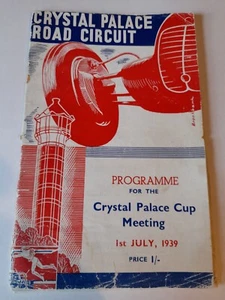 CRYSTAL PALACE
ROAD CIRCUIT
PROGRAMME
FOR THE
Crystal Palace Cup
Meeting
1st JULY, 1939
PRICE 1/-